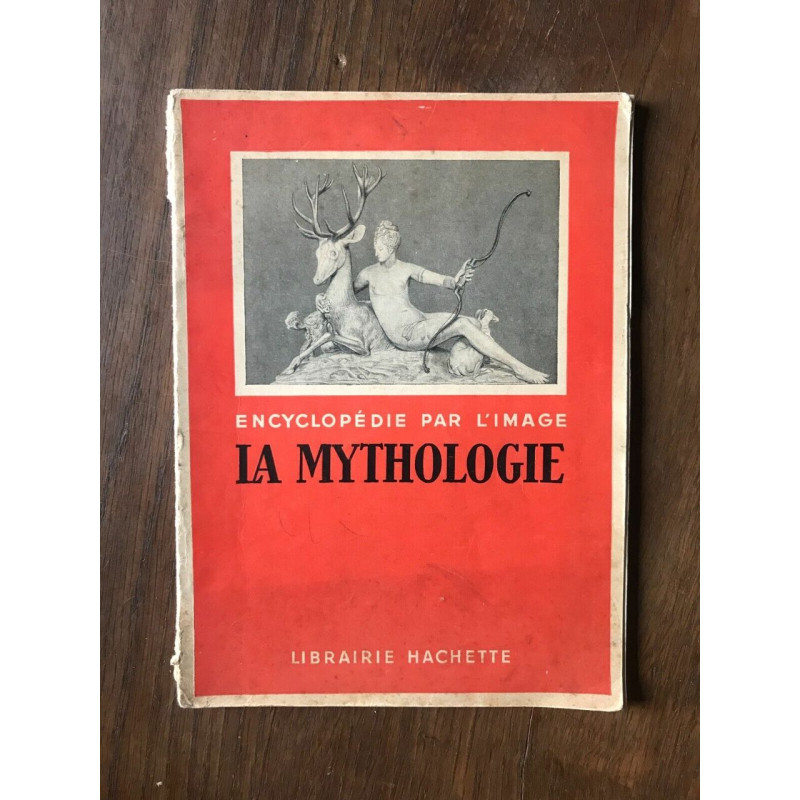 ENCYCLOPÉDIE PAR L'IMAGE
LA MYTHOLOGIE
LIBRAIRIE HACHETTE